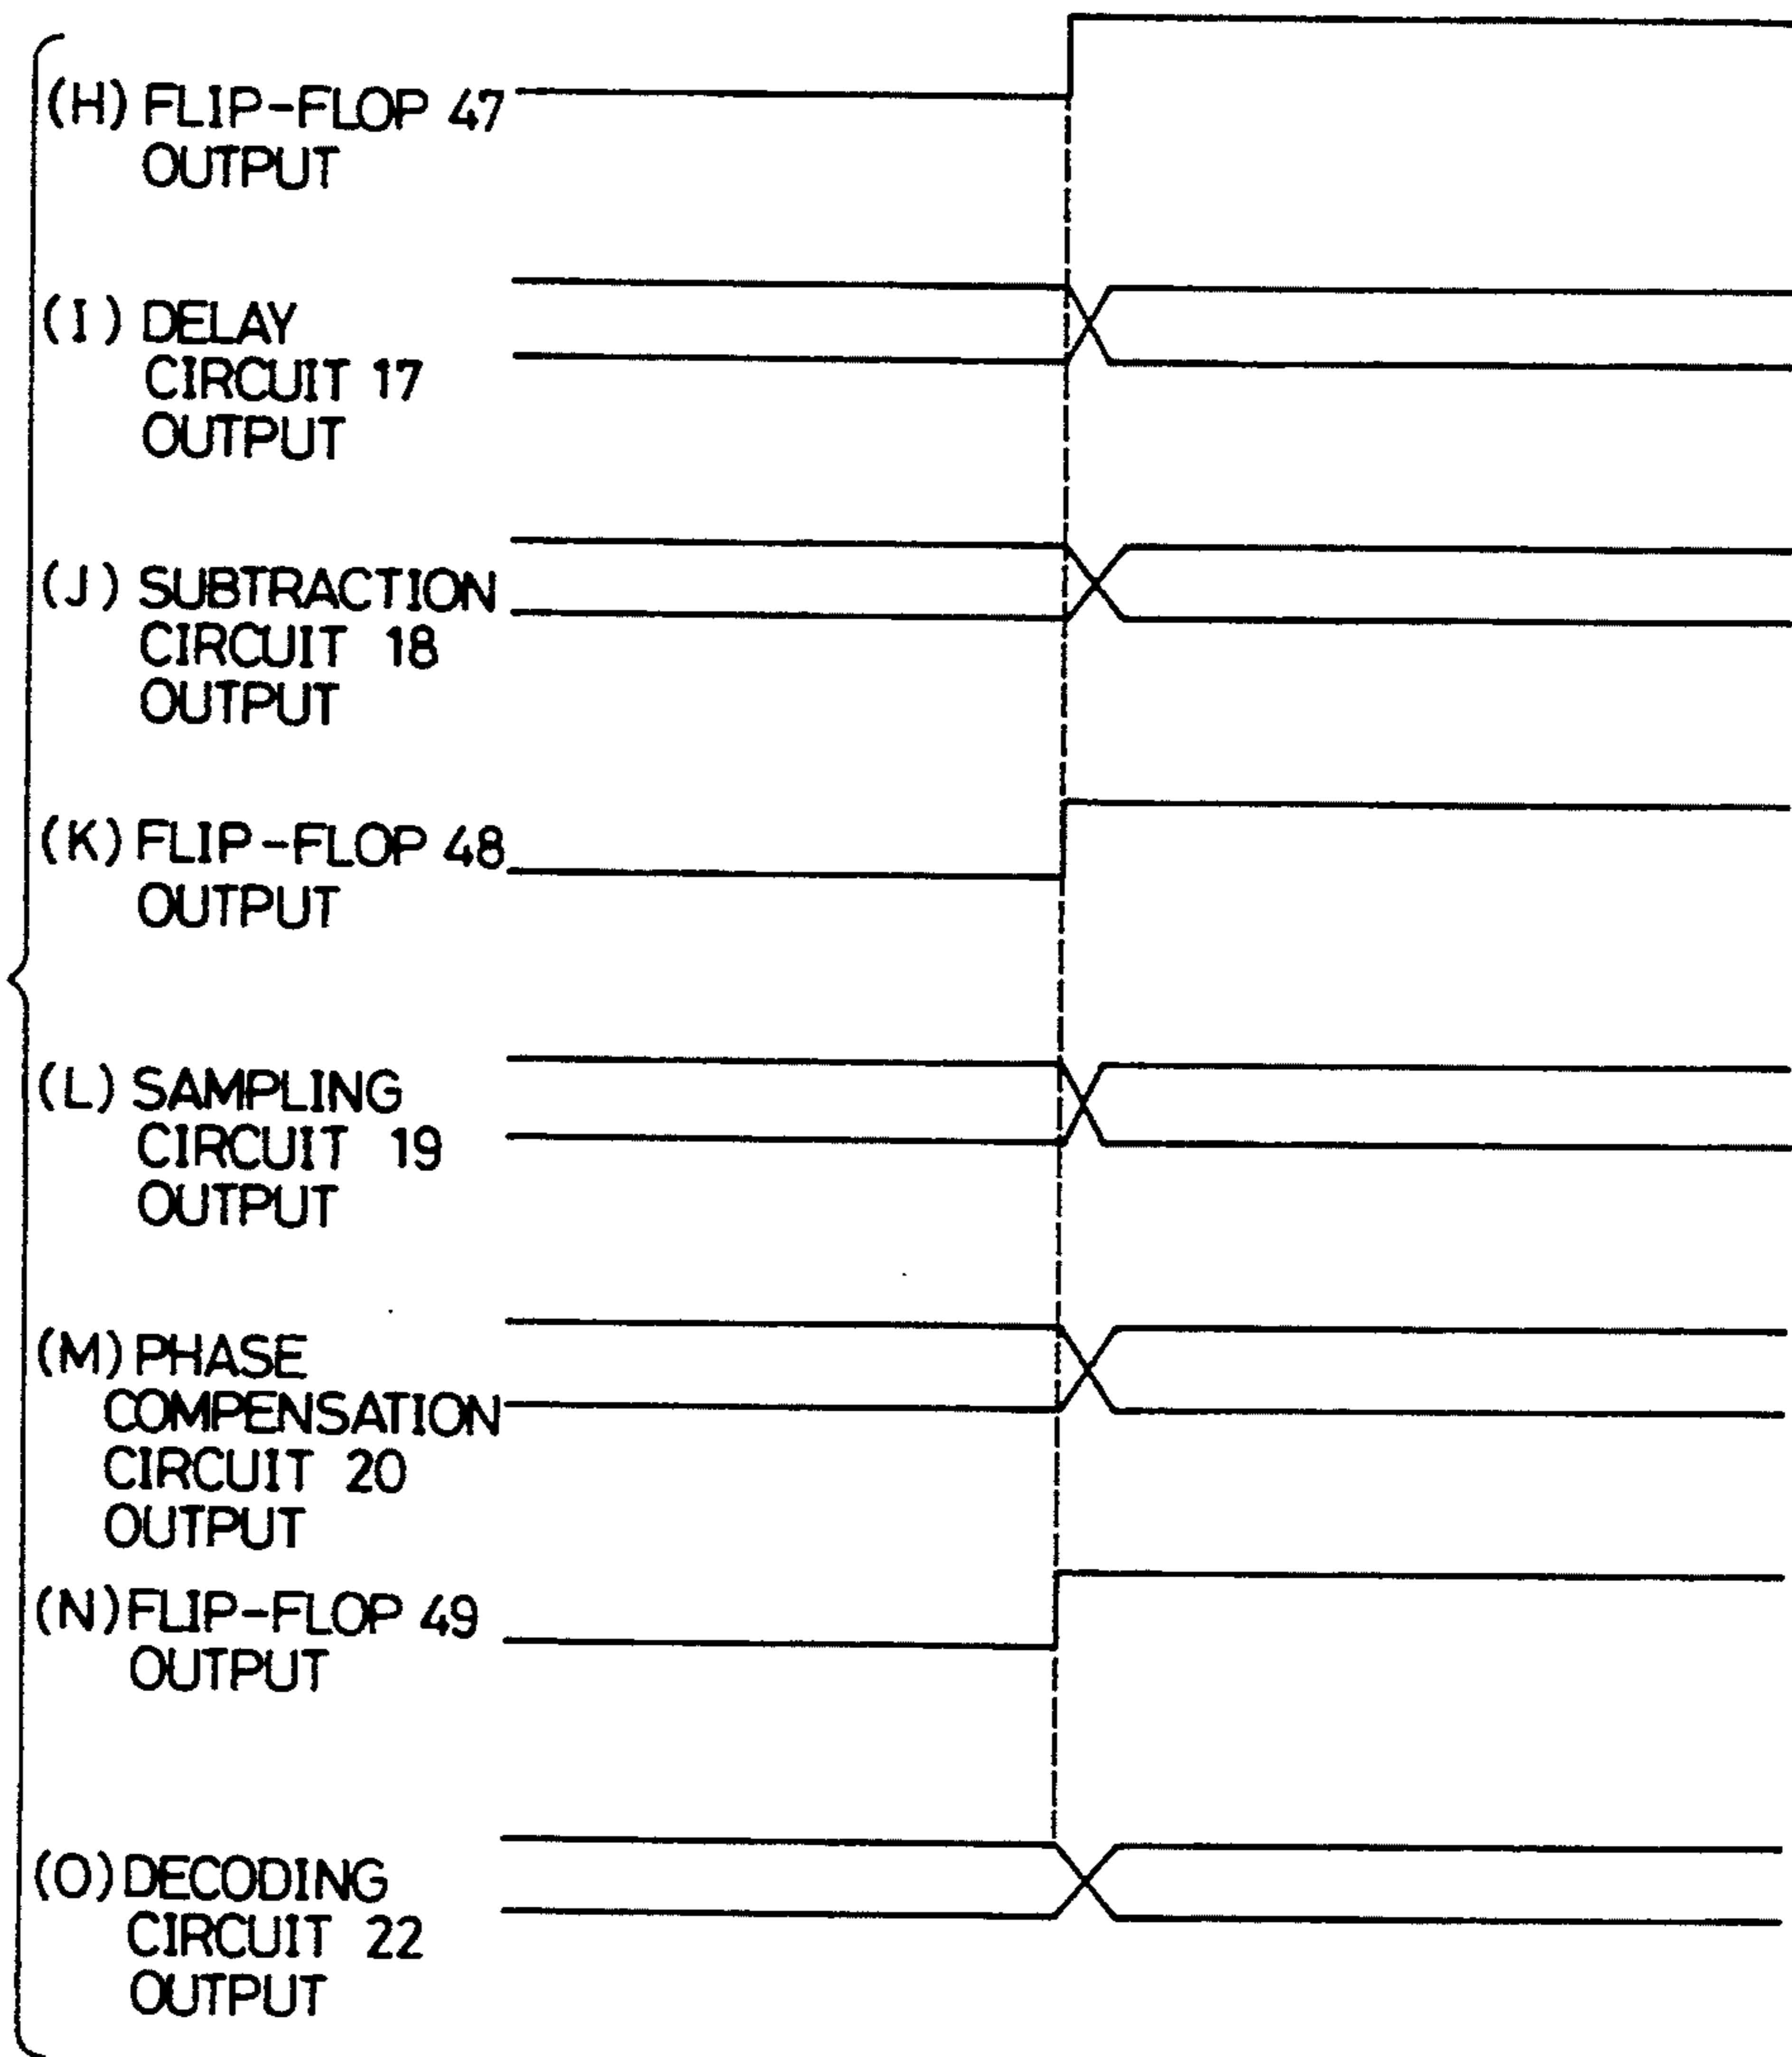 (H) FLIP-FLOP 47
OUTPUT
(I) DELAY
CIRCUIT 17
OUTPUT
(J) SUBTRACTION
CIRCUIT 18
OUTPUT
(K) FLIP-FLOP 48
OUTPUT
(L) SAMPLING
CIRCUIT 19
OUTPUT
(M) PHASE
COMPENSATION
CIRCUIT 20
OUTPUT
(N) FLIP-FLOP 49
OUTPUT
(O) DECODING
CIRCUIT 22
OUTPUT